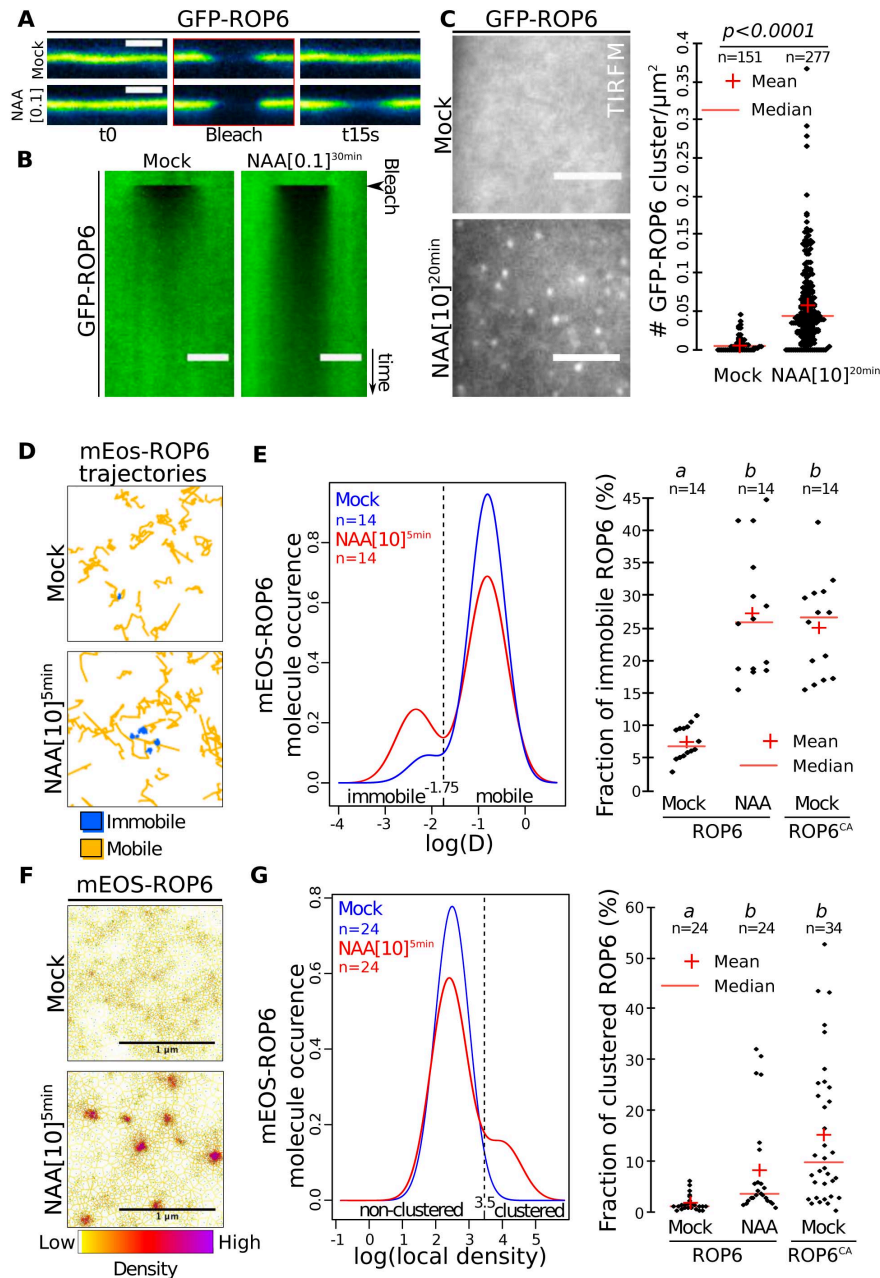 A
GFP-ROP6
Mock
NAA
[0.1]
t0
Bleach
t15s
B
Mock
NAA[0.1]30min
Bleach
GFP-ROP6
time
C
GFP-ROP6
Mock
TIRFM
NAA[10]20min
# GFP-ROP6 cluster/µm2
p<0.0001
n=151
n=277
Mean
Median
0.4
0.35
0.3
0.25
0.2
0.15
0.1
0.05
0
Mock
NAA[10]20min
D
mEos-ROP6
trajectories
Mock
NAA[10]5min
Immobile
Mobile
E
mEOS-ROP6
molecule occurence
Mock
n=14
NAA[10]5min
n=14
0.8
0.6
0.4
0.2
0.0
immobile
-1.75
mobile
-4 -3 -2 -1 0
log(D)
Fraction of immobile ROP6 (%)
a b b
n=14 n=14 n=14
45
40
35
30
25
20
15
10
5
0
Mean
Median
Mock NAA Mock
ROP6 ROP6CA
F
mEOS-ROP6
Mock
1 µm
NAA[10]5min
1 µm
Low High
Density
G
mEOS-ROP6
molecule occurence
Mock
n=24
NAA[10]5min
n=24
0.8
0.6
0.4
0.2
0.0
non-clustered
3.5
clustered
-1 0 1 2 3 4 5
log(local density)
Fraction of clustered ROP6 (%)
a b b
n=24 n=24 n=34
Mean
Median
60
50
40
30
20
10
0
Mock NAA Mock
ROP6 ROP6CA